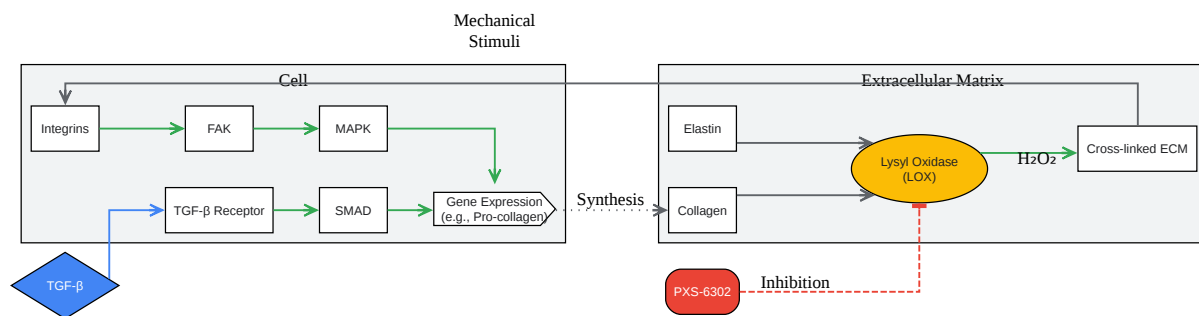 Mechanical
Stimuli
Cell
Extracellular Matrix
Integrins
FAK
MAPK
Elastin
Lysyl Oxidase
(LOX)
H₂O₂
Cross-linked ECM
TGF-β Receptor
SMAD
Gene Expression
(e.g., Pro-collagen)
Synthesis
Collagen
TGF-β
PXS-6302
Inhibition